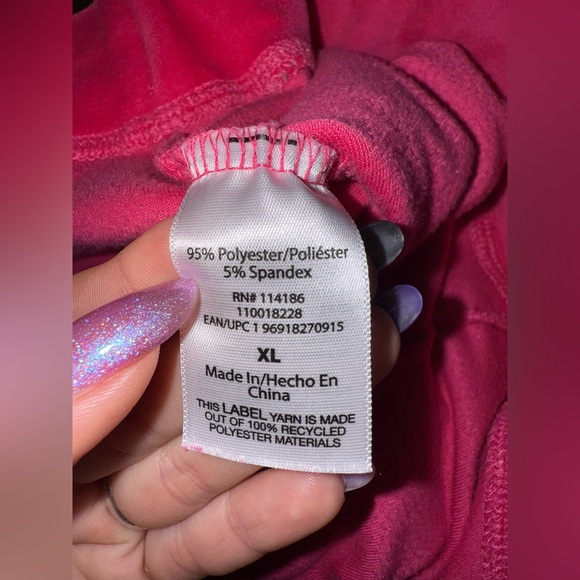 95% Polyester/Poliéster
5% Spandex
RN# 114186
110018228
EAN/UPC 1 96918270915
XL
Made In/Hecho En
China
THIS LABEL YARN IS MADE
OUT OF 100% RECYCLED
POLYESTER MATERIALS